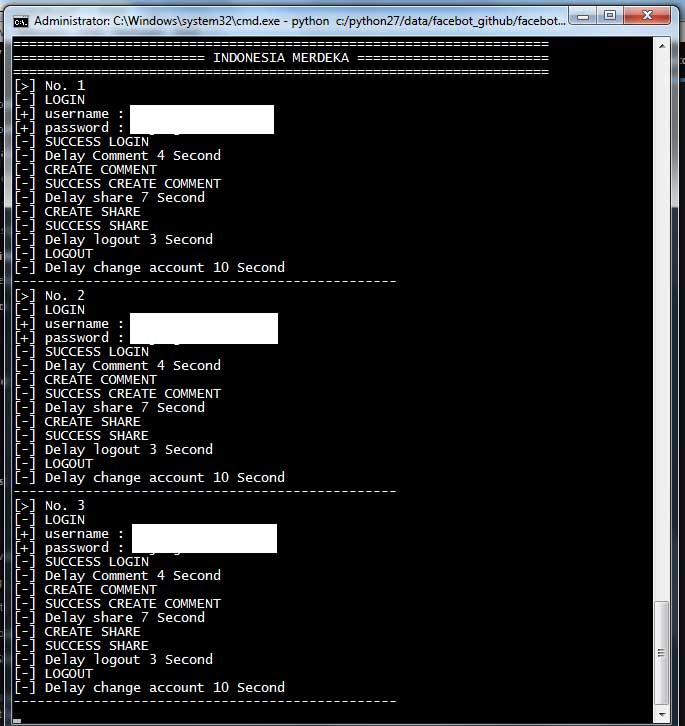 Administrator: C:\Windows\system32\cmd.exe - python c:/python27/data/facebot_github/facebot...
===================================================================
======================== INDONESIA MERDEKA ========================
===================================================================
[>] No. 1
[-] LOGIN
[+] username :
[+] password :
[-] SUCCESS LOGIN
[-] Delay Comment 4 Second
[-] CREATE COMMENT
[-] SUCCESS CREATE COMMENT
[-] Delay share 7 Second
[-] CREATE SHARE
[-] SUCCESS SHARE
[-] Delay logout 3 Second
[-] LOGOUT
[-] Delay change account 10 Second
------------------------------------------------
[>] No. 2
[-] LOGIN
[+] username :
[+] password :
[-] SUCCESS LOGIN
[-] Delay Comment 4 Second
[-] CREATE COMMENT
[-] SUCCESS CREATE COMMENT
[-] Delay share 7 Second
[-] CREATE SHARE
[-] SUCCESS SHARE
[-] Delay logout 3 Second
[-] LOGOUT
[-] Delay change account 10 Second
------------------------------------------------
[>] No. 3
[-] LOGIN
[+] username :
[+] password :
[-] SUCCESS LOGIN
[-] Delay Comment 4 Second
[-] CREATE COMMENT
[-] SUCCESS CREATE COMMENT
[-] Delay share 7 Second
[-] CREATE SHARE
[-] SUCCESS SHARE
[-] Delay logout 3 Second
[-] LOGOUT
[-] Delay change account 10 Second
------------------------------------------------